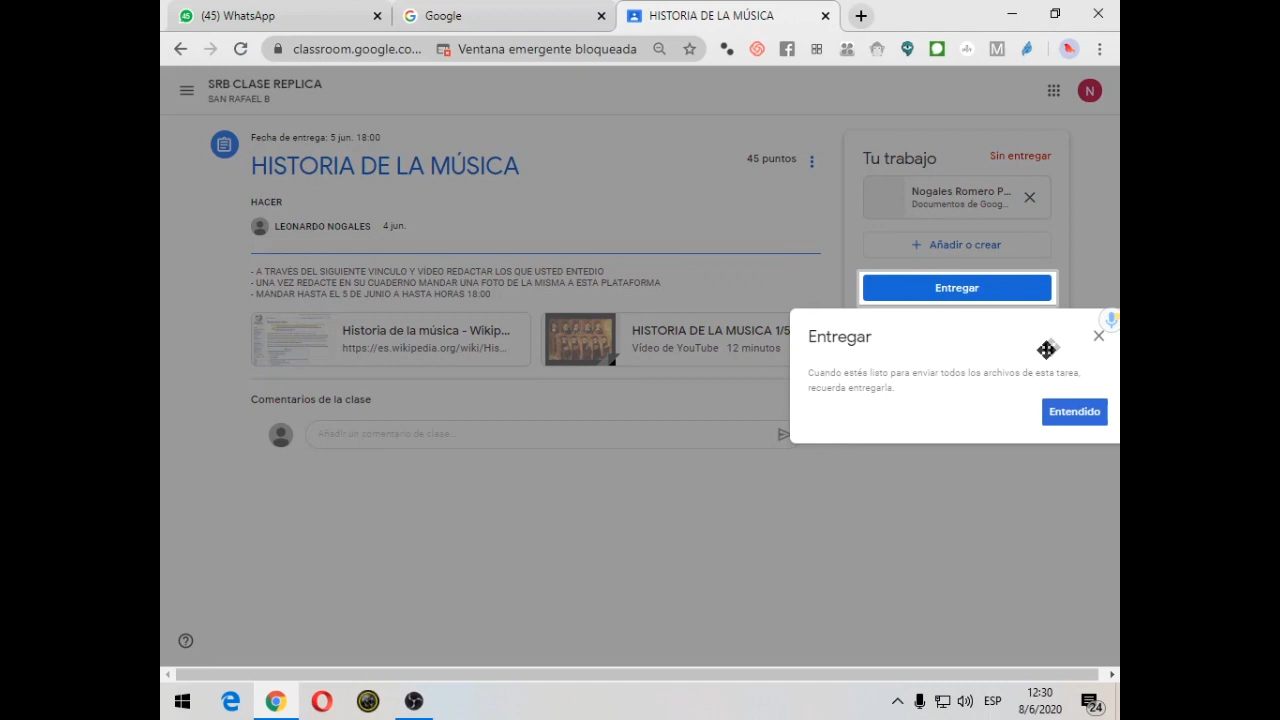 (45) WhatsApp
Google
HISTORIA DE LA MÚSICA
classroom.google.co...
Ventana emergente bloqueada
SRB CLASE REPLICA
SAN RAFAEL B
N
Fecha de entrega: 5 jun. 18:00
HISTORIA DE LA MÚSICA
45 puntos
HACER
LEONARDO NOGALES 4 jun.
- A TRAVÉS DEL SIGUIENTE VINCULO Y VÍDEO REDACTAR LOS QUE USTED ENTEDIO
- UNA VEZ REDACTE EN SU CUADERNO MANDAR UNA FOTO DE LA MISMA A ESTA PLATAFORMA
- MANDAR HASTA EL 5 DE JUNIO A HASTA HORAS 18:00
Historia de la música - Wikip...
https://es.wikipedia.org/wiki/His...
HISTORIA DE LA MUSICA 1/5
Vídeo de YouTube 12 minutos
Comentarios de la clase
Añadir un comentario de clase...
Tu trabajo
Sin entregar
Nogales Romero P...
Documentos de Goog...
+ Añadir o crear
Entregar
Entregar
Cuando estés listo para enviar todos los archivos de esta tarea,
recuerda entregarla.
Entendido
ESP
12:30
8/6/2020
24